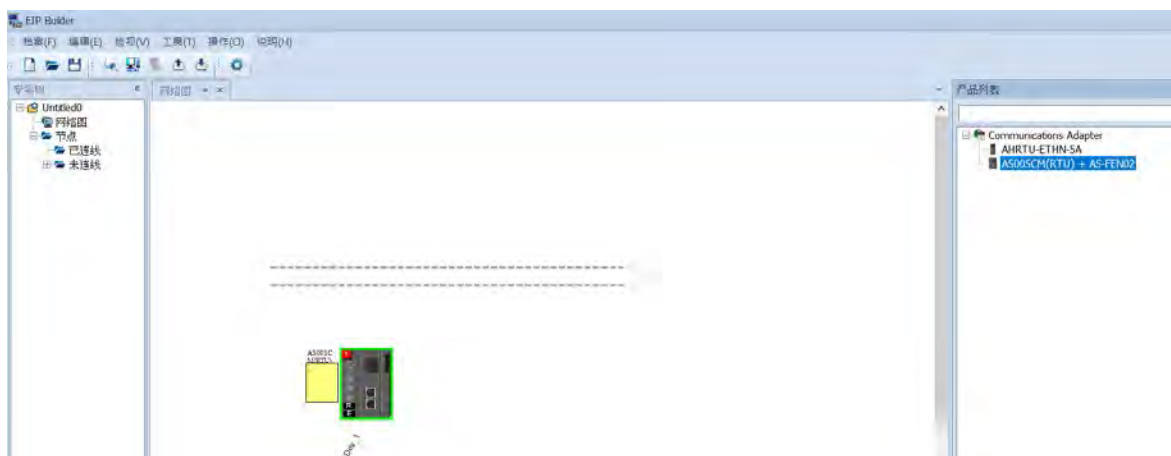 EIP Builder
档案(F) 编辑(E) 检视(V) 工具(T) 操作(O) 说明(H)
网络图
产品列表
Untitled0
网络图
节点
已连线
未连线
Communications Adapter
AHRTU-ETHN-5A
AS00SCM(RTU) + AS-FEN02
AS00SC